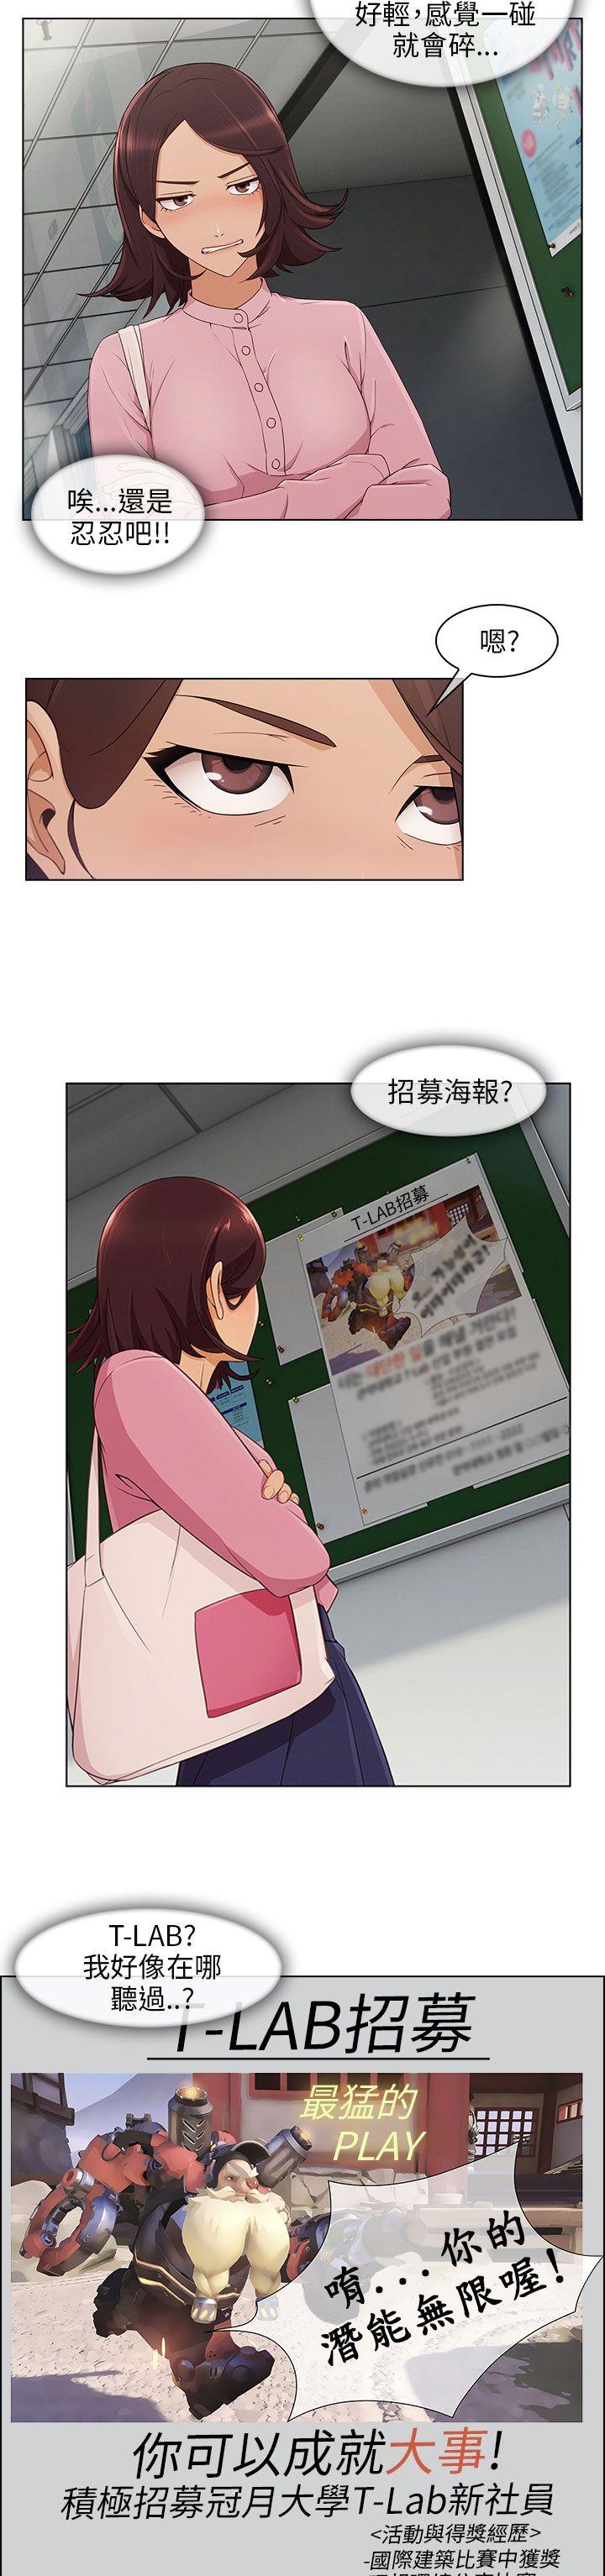 好輕，感覺一碰
就會碎...
唉...還是
忍忍吧!!
嗯?
招募海報?
T-LAB招募
T-LAB?
我好像在哪
聽過..?
T-LAB招募
最猛的
PLAY
唷...你的
潛能無限喔!
你可以成就大事!
積極招募冠月大學T-Lab新社員
<活動與得獎經歷>
-國際建築比賽中獲獎